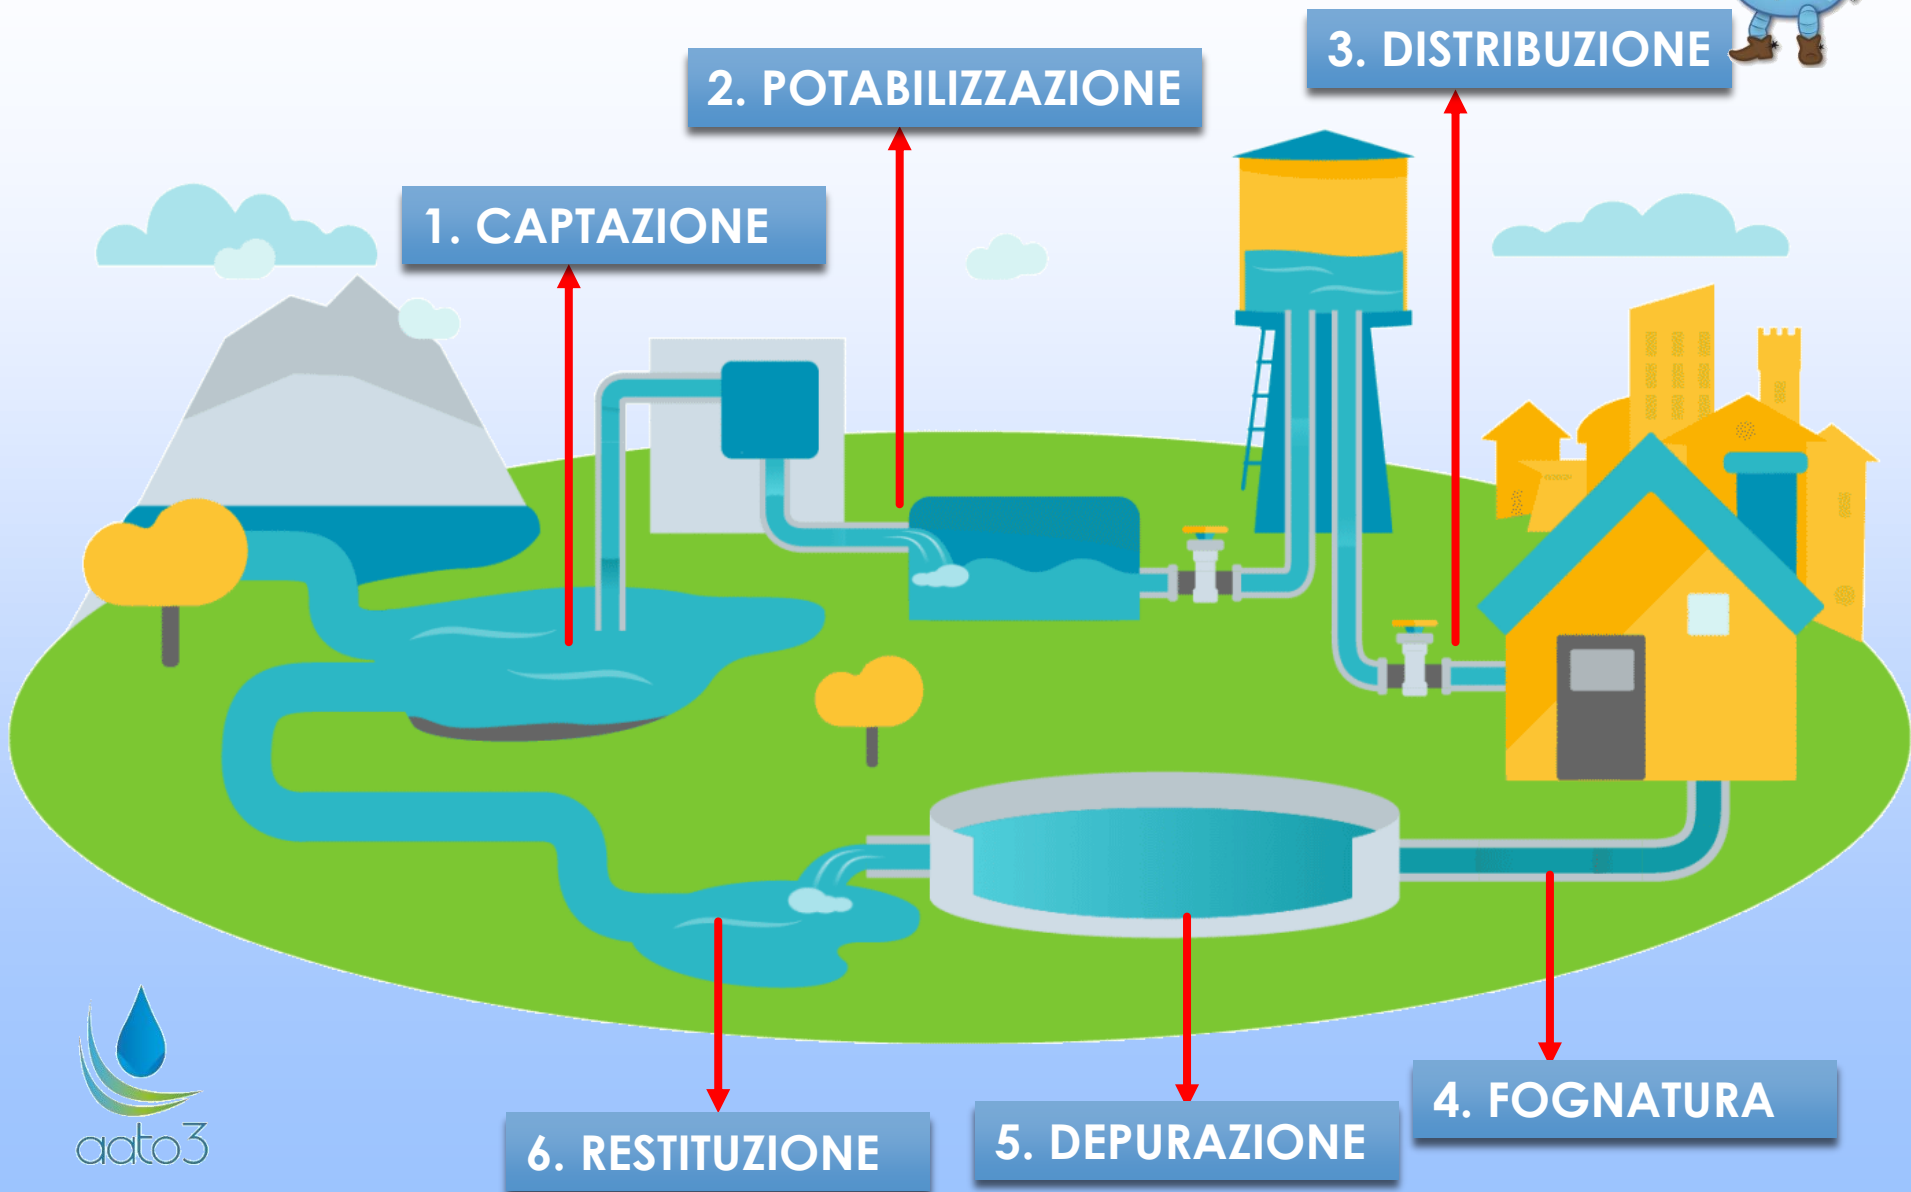 1. CAPTAZIONE
2. POTABILIZZAZIONE
3. DISTRIBUZIONE
4. FOGNATURA
5. DEPURAZIONE
6. RESTITUZIONE
aato3